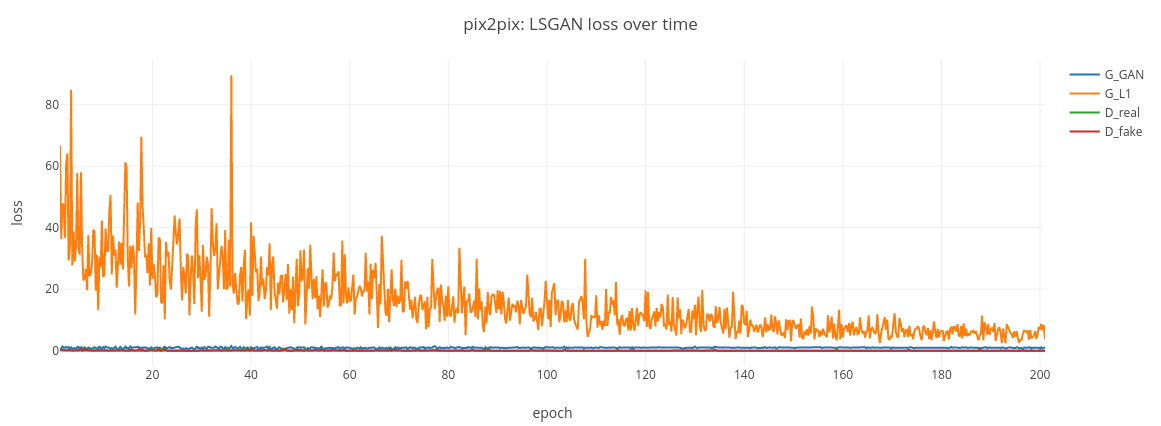 pix2pix: LSGAN loss over time
G_GAN
G_L1
D_real
D_fake
loss
80
60
40
20
0
20 40 60 80 100 120 140 160 180 200
epoch